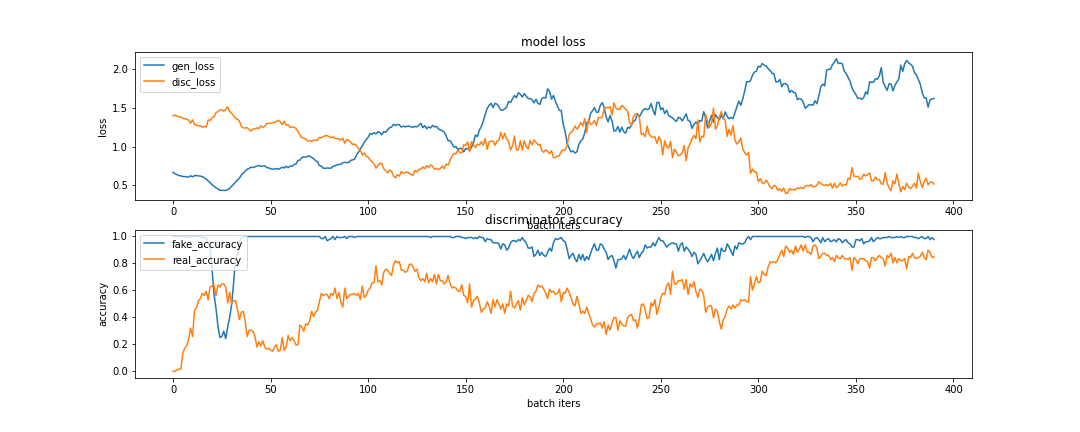 model loss
gen_loss
disc_loss
loss
2.0
1.5
1.0
0.5
0 50 100 150 200 250 300 350 400
batch iters
discriminator accuracy
fake_accuracy
real_accuracy
accuracy
1.0
0.8
0.6
0.4
0.2
0.0
0 50 100 150 200 250 300 350 400
batch iters